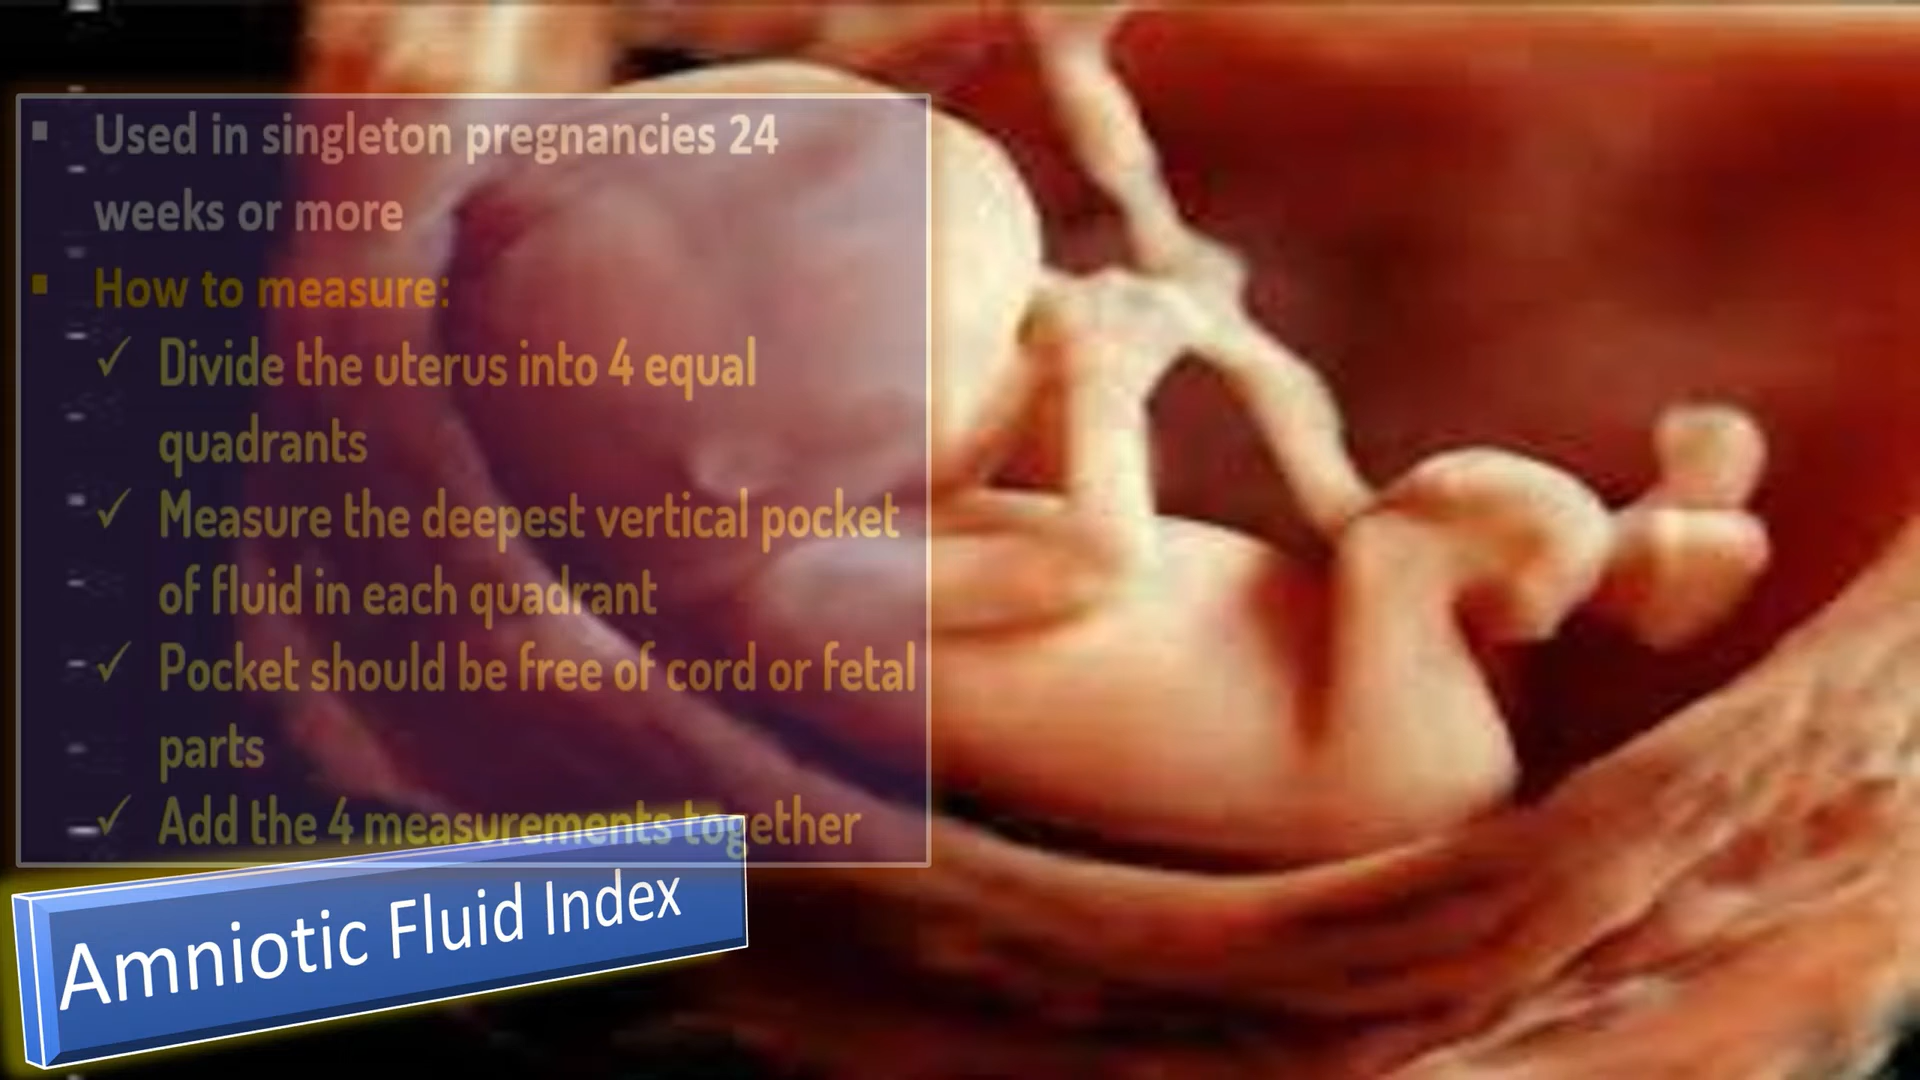 ▪ Used in singleton pregnancies 24
weeks or more
▪ How to measure:
✓ Divide the uterus into 4 equal
quadrants
✓ Measure the deepest vertical pocket
of fluid in each quadrant
✓ Pocket should be free of cord or fetal
parts
✓ Add the 4 measurements together
Amniotic Fluid Index